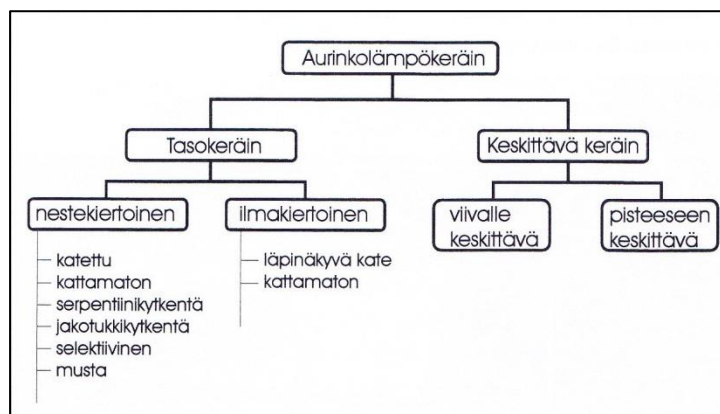 Aurinkolämpökeräin
Tasokeräin
Keskittävä keräin
nestekiertoinen
ilmakiertoinen
viivalle
keskittävä
pisteeseen
keskittävä
katettu
kattamaton
serpentiinikytkentä
jakotukkikytkentä
selektiivinen
musta
läpinäkyvä kate
kattamaton